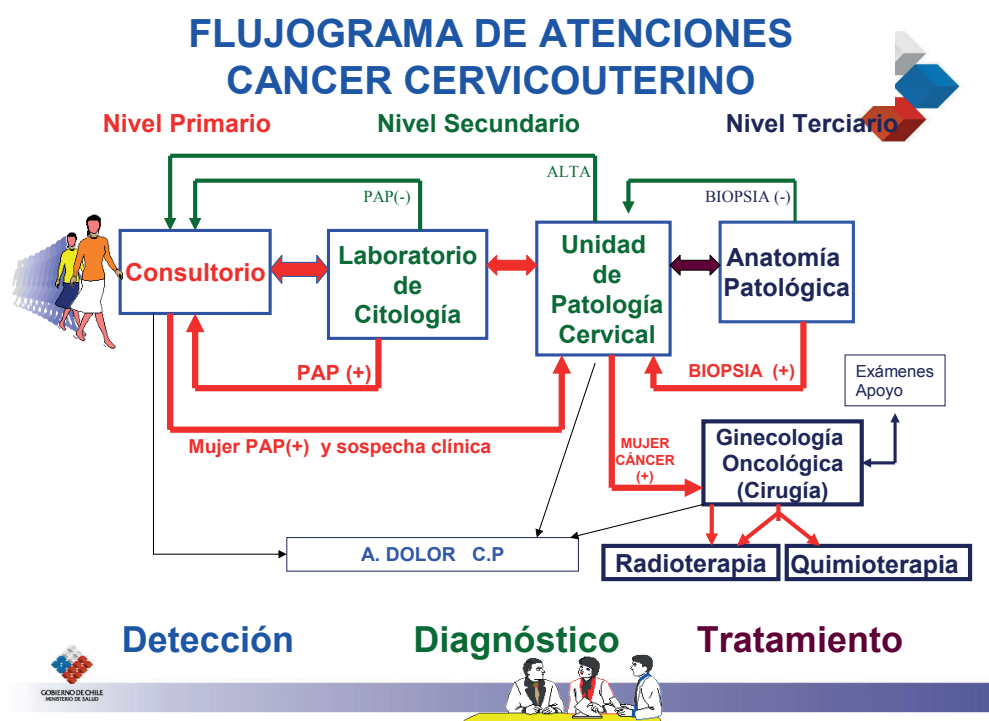 FLUJOGRAMA DE ATENCIONES
CANCER CERVICOUTERINO
Nivel Primario
Nivel Secundario
Nivel Terciario
ALTA
PAP(-)
BIOPSIA (-)
Consultorio
Laboratorio
de
Citología
Unidad
de
Patología
Cervical
Anatomía
Patológica
PAP (+)
BIOPSIA (+)
Exámenes
Apoyo
Mujer PAP(+) y sospecha clínica
MUJER
CÁNCER
(+)
Ginecología
Oncológica
(Cirugía)
A. DOLOR C.P
Radioterapia
Quimioterapia
Detección
Diagnóstico
Tratamiento
GOBIERNO DE CHILE
MINISTERIO DE SALUD